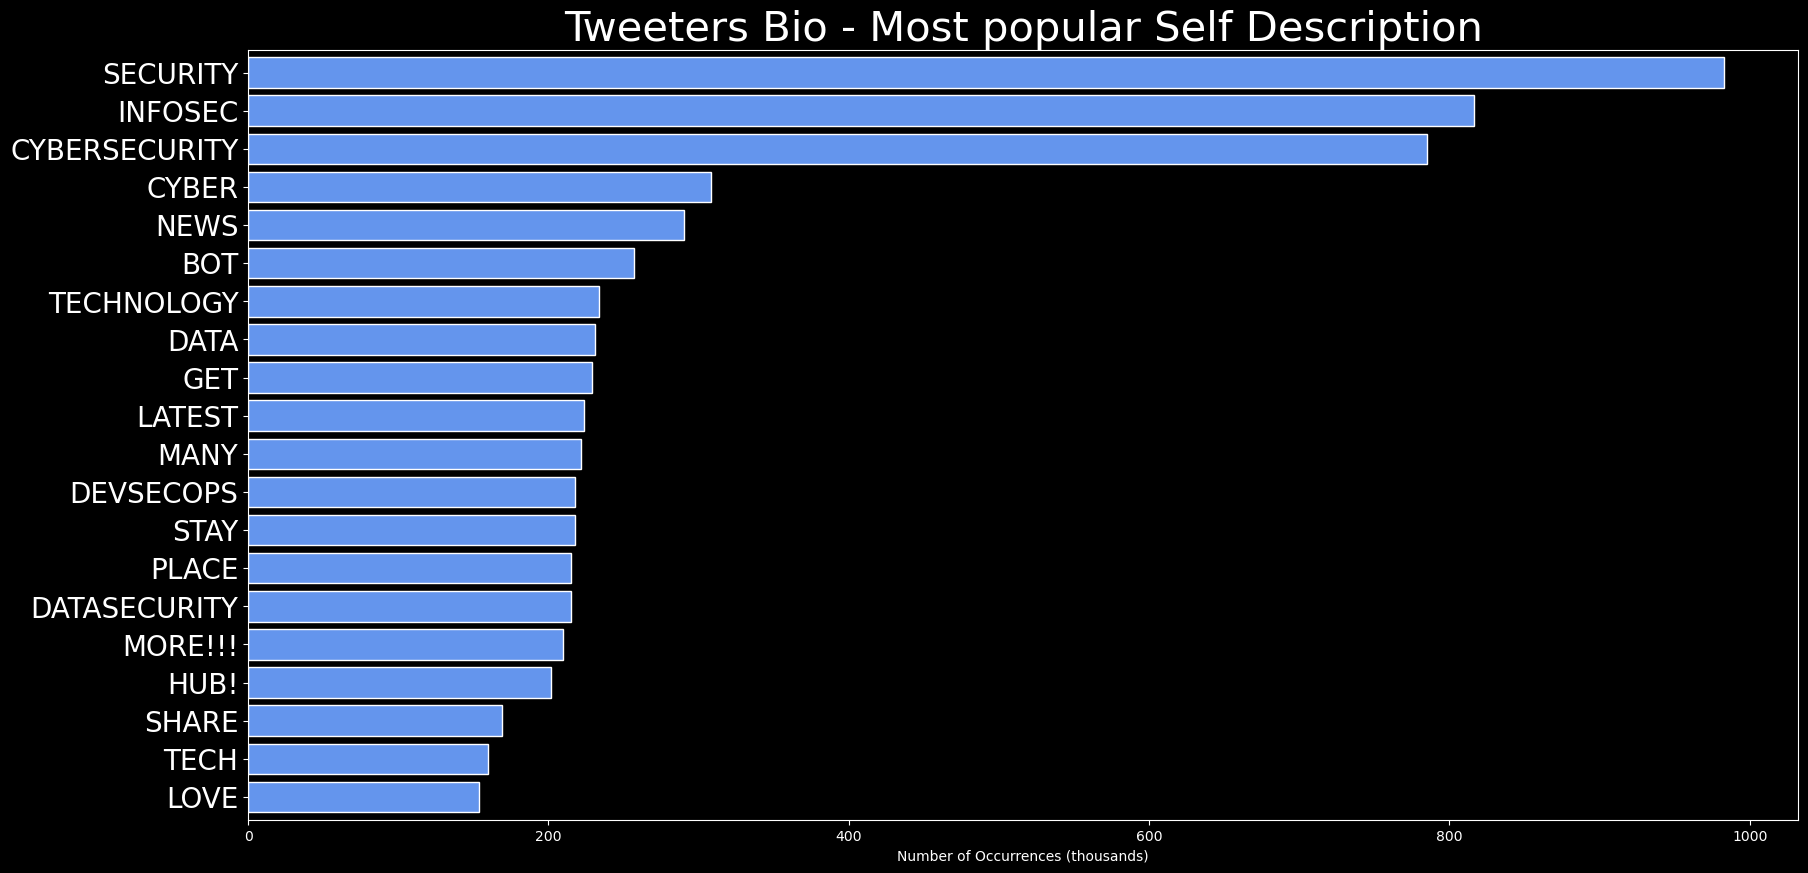 Tweeters Bio - Most popular Self Description
SECURITY
INFOSEC
CYBERSECURITY
CYBER
NEWS
BOT
TECHNOLOGY
DATA
GET
LATEST
MANY
DEVSECOPS
STAY
PLACE
DATASECURITY
MORE!!!
HUB!
SHARE
TECH
LOVE
0 200 400 600 800 1000
Number of Occurrences (thousands)